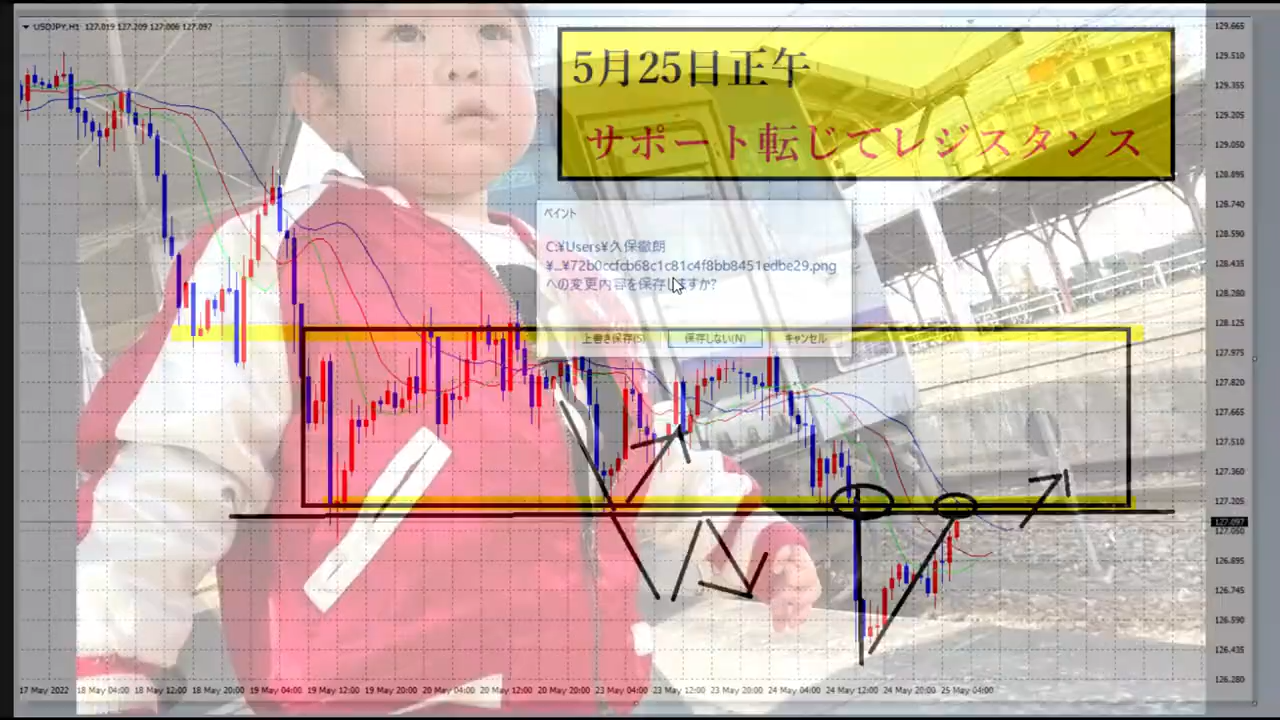 USDJPY,H1 127.019 127.209 127.006 127.097
5月25日正午
サポート転じてレジスタンス
ペイント
C:¥Users¥久保徹朗
¥...¥72b0ccfcb68c1c81c4f8bb8451edbe29.png
への変更内容を保存しますか?
上書き保存(S) 保存しない(N) キャンセル
129.665
129.510
129.355
129.205
129.050
128.895
128.740
128.590
128.435
128.280
128.125
127.975
127.820
127.665
127.510
127.360
127.205
127.097
127.050
126.895
126.745
126.590
126.435
126.280
17 May 2022 18 May 04:00 18 May 12:00 18 May 20:00 19 May 04:00 19 May 12:00 19 May 20:00 20 May 04:00 20 May 12:00 20 May 20:00 23 May 04:00 23 May 12:00 23 May 20:00 24 May 04:00 24 May 12:00 24 May 20:00 25 May 04:00